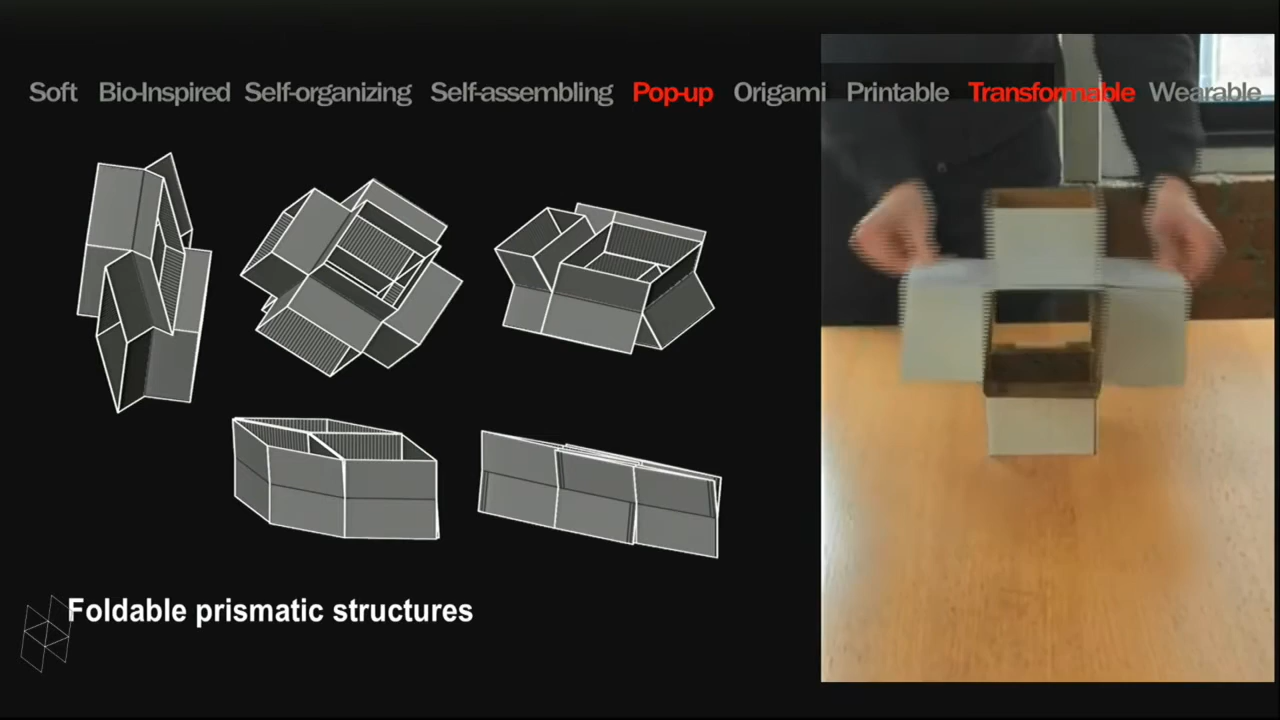 Soft Bio-Inspired Self-organizing Self-assembling Pop-up Origami Printable Transformable Wearable
Foldable prismatic structures